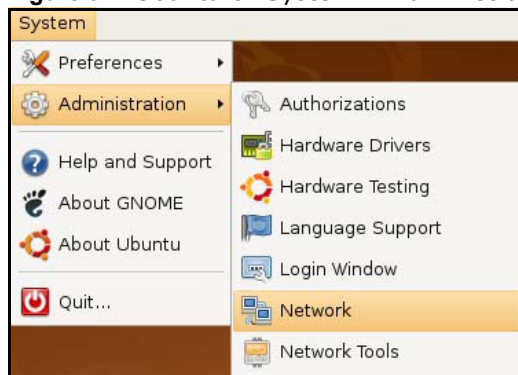 System
Preferences
Administration
Help and Support
About GNOME
About Ubuntu
Quit...
Authorizations
Hardware Drivers
Hardware Testing
Language Support
Login Window
Network
Network Tools